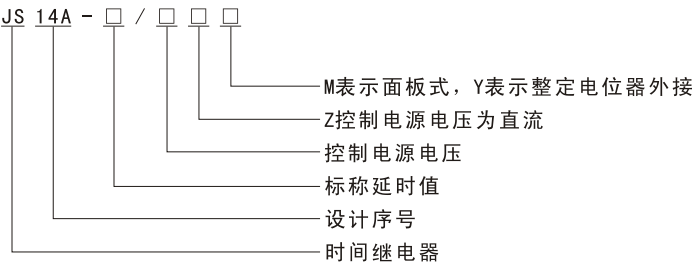 JS 14A - □ / □ □ □
M表示面板式，Y表示整定电位器外接
Z控制电源电压为直流
控制电源电压
标称延时值
设计序号
时间继电器